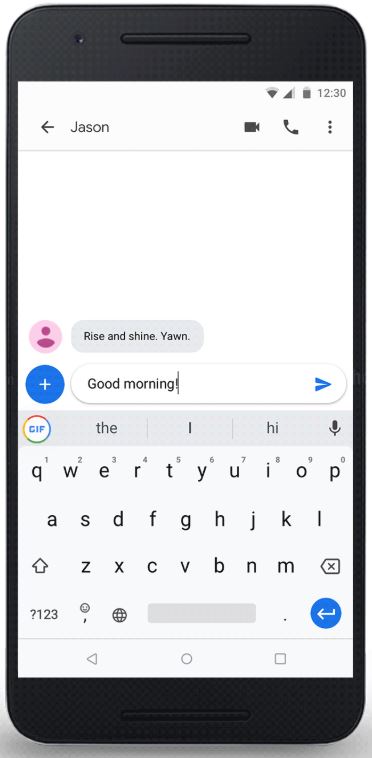 12:30
Jason
Rise and shine. Yawn.
Good morning!
GIF the I hi
1 2 3 4 5 6 7 8 9 0
q w e r t y u i o p
a s d f g h j k l
z x c v b n m
?123 , .